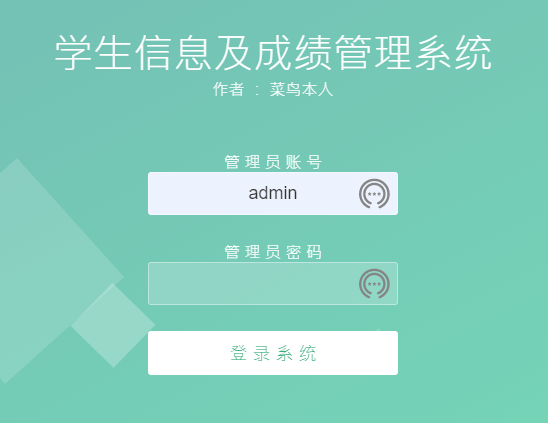 学生信息及成绩管理系统
作者 : 菜鸟本人
管理员账号
admin
管理员密码
登录系统